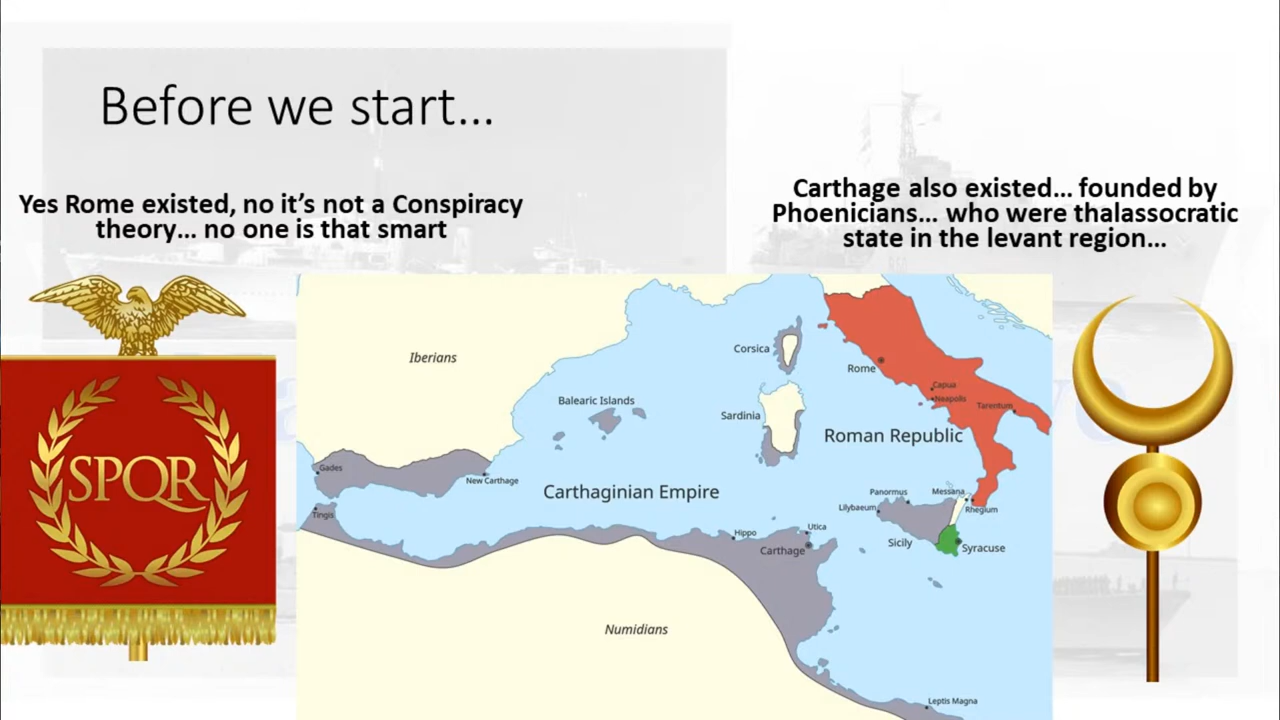 Before we start...
Yes Rome existed, no it’s not a Conspiracy
theory... no one is that smart
Carthage also existed... founded by
Phoenicians... who were thalassocratic
state in the levant region...
SPQR
Iberians
Corsica
Rome
Capua
Neapolis
Tarentum
Balearic Islands
Sardinia
Roman Republic
Gades
New Carthage
Carthaginian Empire
Panormus
Messana
Lilybaeum
Rhegium
Tingis
Hippo
Utica
Carthage
Sicily
Syracuse
Numidians
Leptis Magna